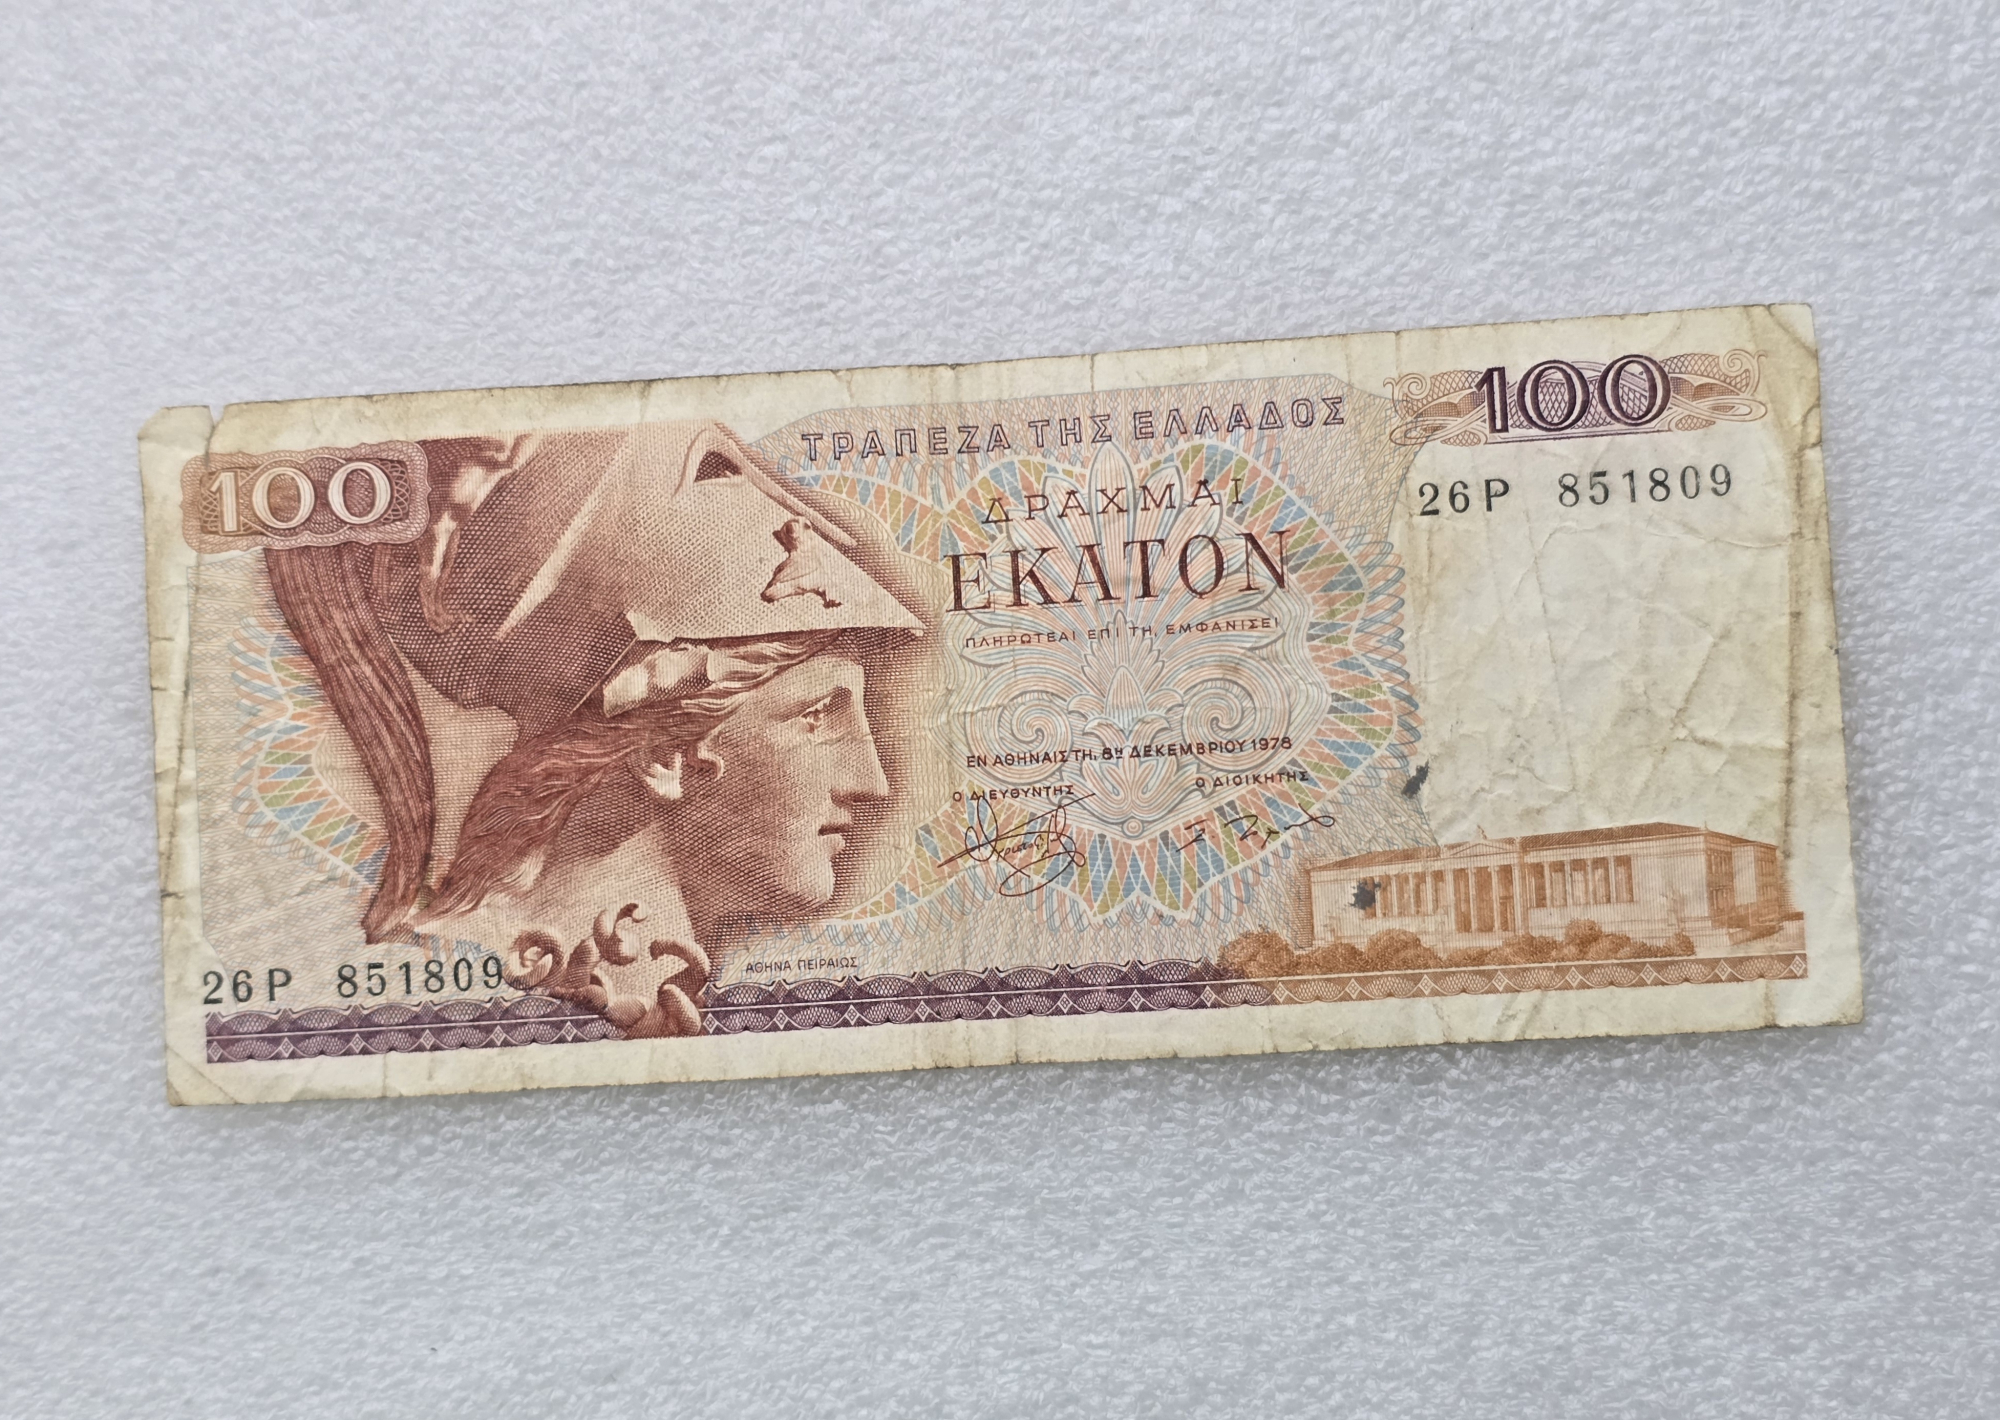 100
ΤΡΑΠΕΖΑ ΤΗΣ ΕΛΛΑΔΟΣ
100
26Ρ 851809
ΔΡΑΧΜΑΙ
ΕΚΑΤΟΝ
ΠΛΗΡΩΤΕΑΙ ΕΠΙ ΤΗ, ΕΜΦΑΝΙΣΕΙ
ΕΝ ΑΘΗΝΑΙΣ ΤΗ, 8Η ΔΕΚΕΜΒΡΙΟΥ 1978
Ο ΔΙΕΥΘΥΝΤΗΣ
Ο ΔΙΟΙΚΗΤΗΣ
ΑΘΗΝΑ ΠΕΙΡΑΙΩΣ
26Ρ 851809